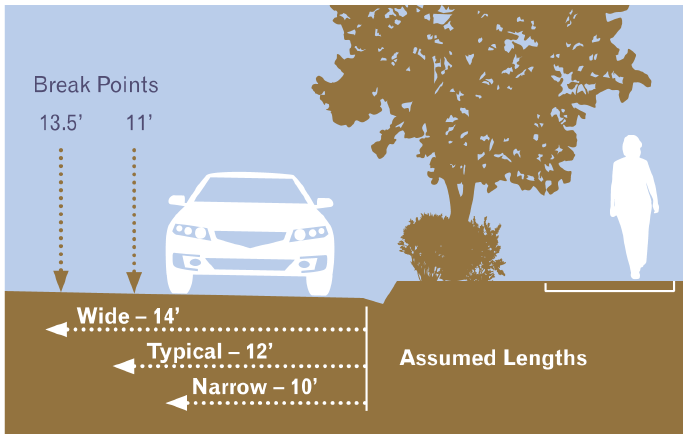 Break Points
13.5’ 11’
Wide – 14’
Typical – 12’
Narrow – 10’
Assumed Lengths